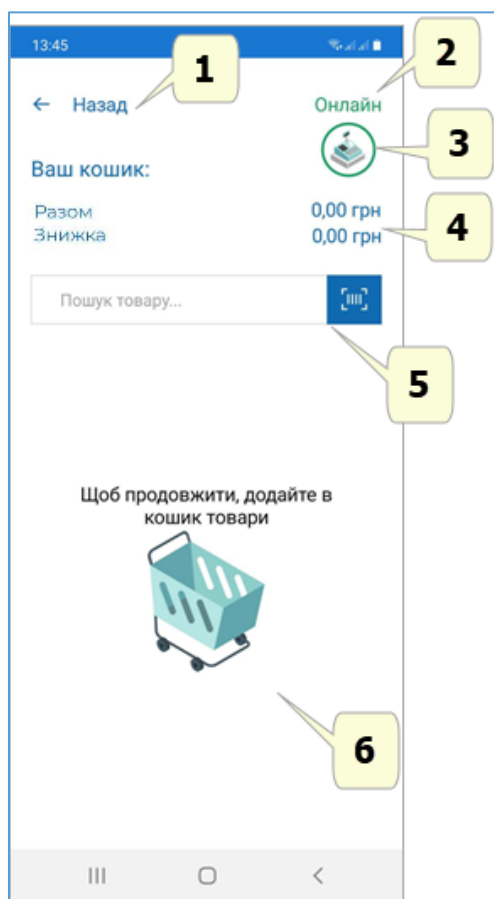 13:45
1
2
← Назад
Онлайн
3
Ваш кошик:
Разом 0,00 грн
Знижка 0,00 грн
4
Пошук товару...
5
Щоб продовжити, додайте в
кошик товари
6